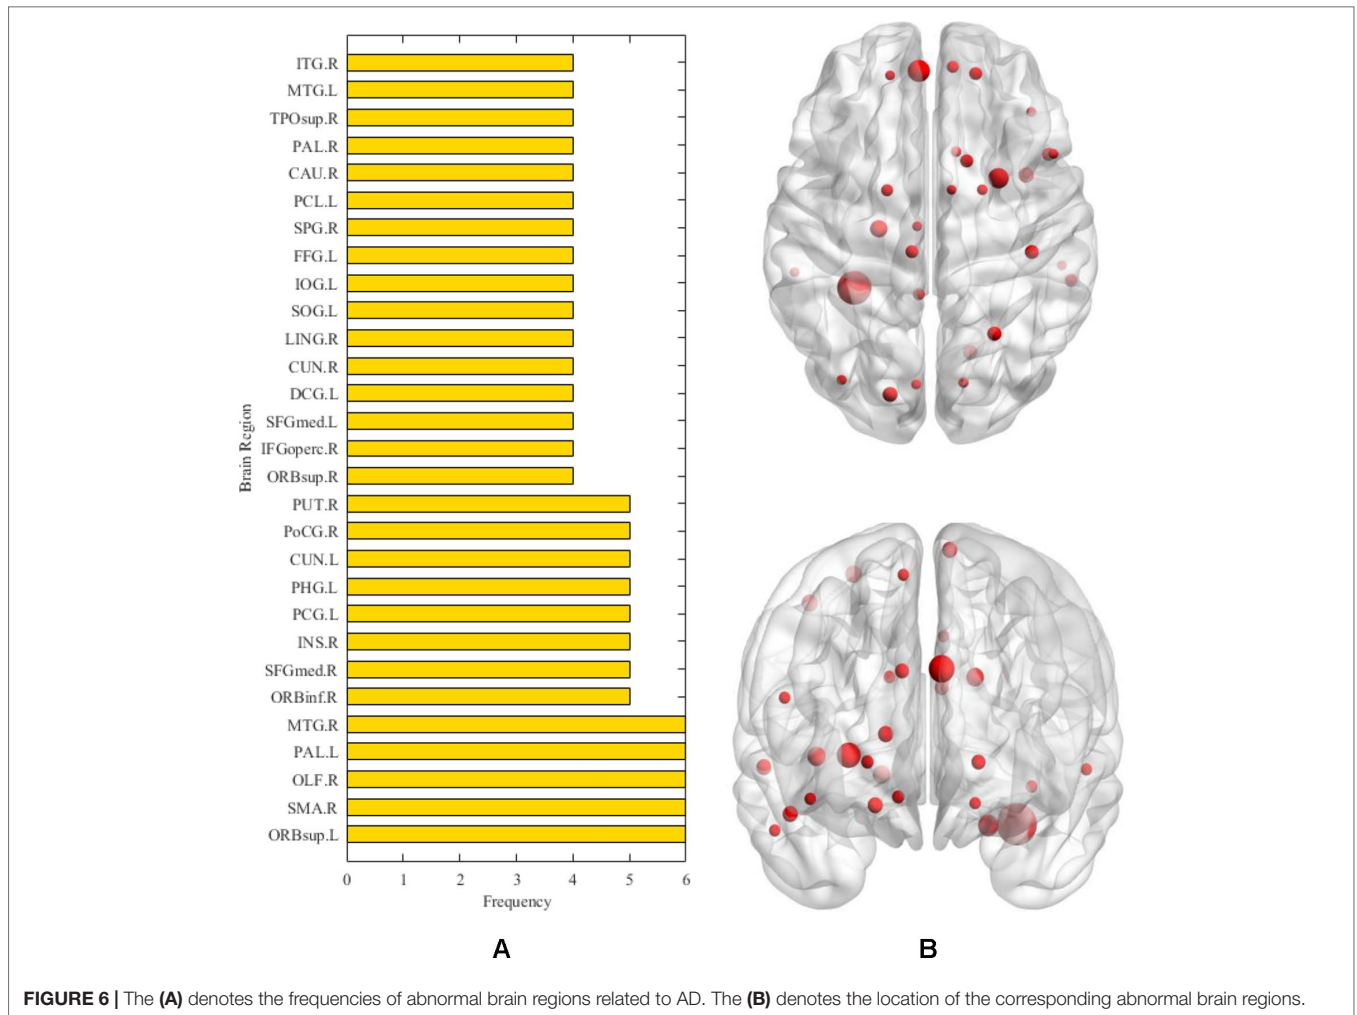 ITG.R
MTG.L
TPOsup.R
PAL.R
CAU.R
PCL.L
SPG.R
FFG.L
IOG.L
SOG.L
LING.R
CUN.R
DCG.L
SFGmed.L
IFGoperc.R
ORBsup.R
PUT.R
PoCG.R
CUN.L
PHG.L
PCG.L
INS.R
SFGmed.R
ORBinf.R
MTG.R
PAL.L
OLF.R
SMA.R
ORBsup.L
Brain Region
0 1 2 3 4 5 6
Frequency
A B
FIGURE 6 | The (A) denotes the frequencies of abnormal brain regions related to AD. The (B) denotes the location of the corresponding abnormal brain regions.